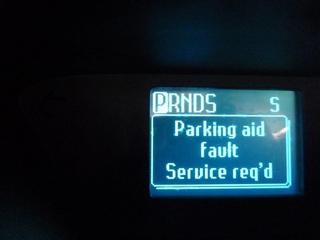 PRNDS S
Parking aid
fault
Service req'd